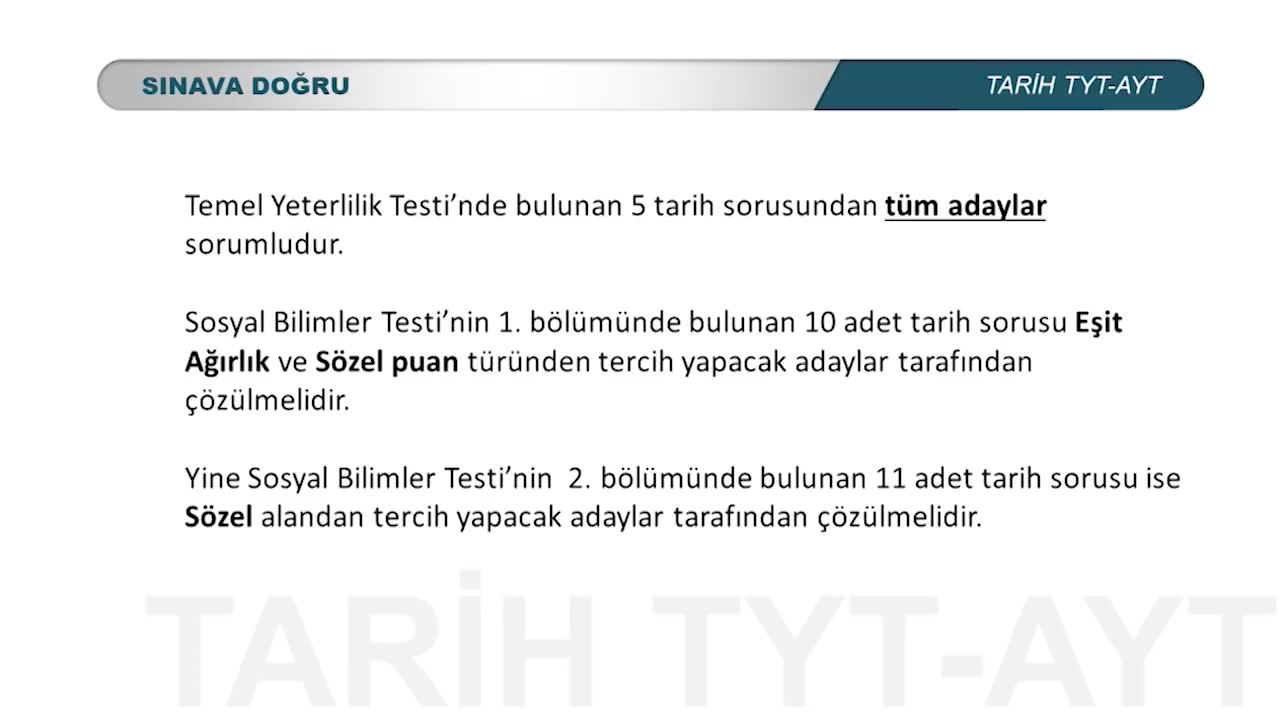 SINAVA DOĞRU
TARİH TYT-AYT
Temel Yeterlilik Testi’nde bulunan 5 tarih sorusundan tüm adaylar
sorumludur.
Sosyal Bilimler Testi’nin 1. bölümünde bulunan 10 adet tarih sorusu Eşit
Ağırlık ve Sözel puan türünden tercih yapacak adaylar tarafından
çözülmelidir.
Yine Sosyal Bilimler Testi’nin 2. bölümünde bulunan 11 adet tarih sorusu ise
Sözel alandan tercih yapacak adaylar tarafından çözülmelidir.
TARİH TYT-AYT